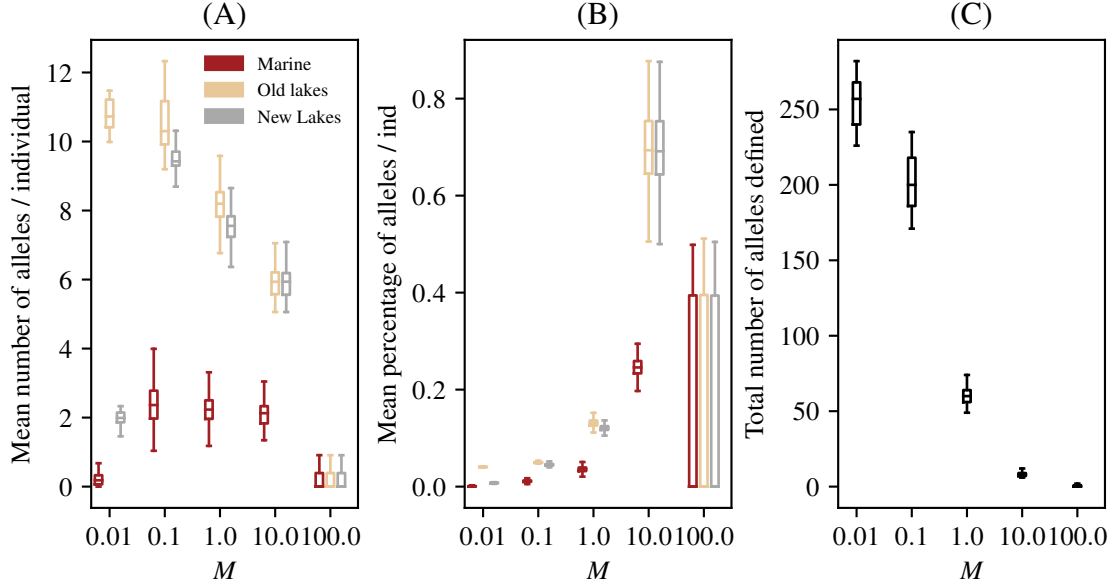 (A)
Mean number of alleles / individual
12
10
8
6
4
2
0
Marine
Old lakes
New Lakes
0.01 0.1 1.0 10.0 100.0
M
(B)
Mean percentage of alleles / ind
0.8
0.6
0.4
0.2
0.0
0.01 0.1 1.0 10.0 100.0
M
(C)
Total number of alleles defined
250
200
150
100
50
0
0.01 0.1 1.0 10.0 100.0
M